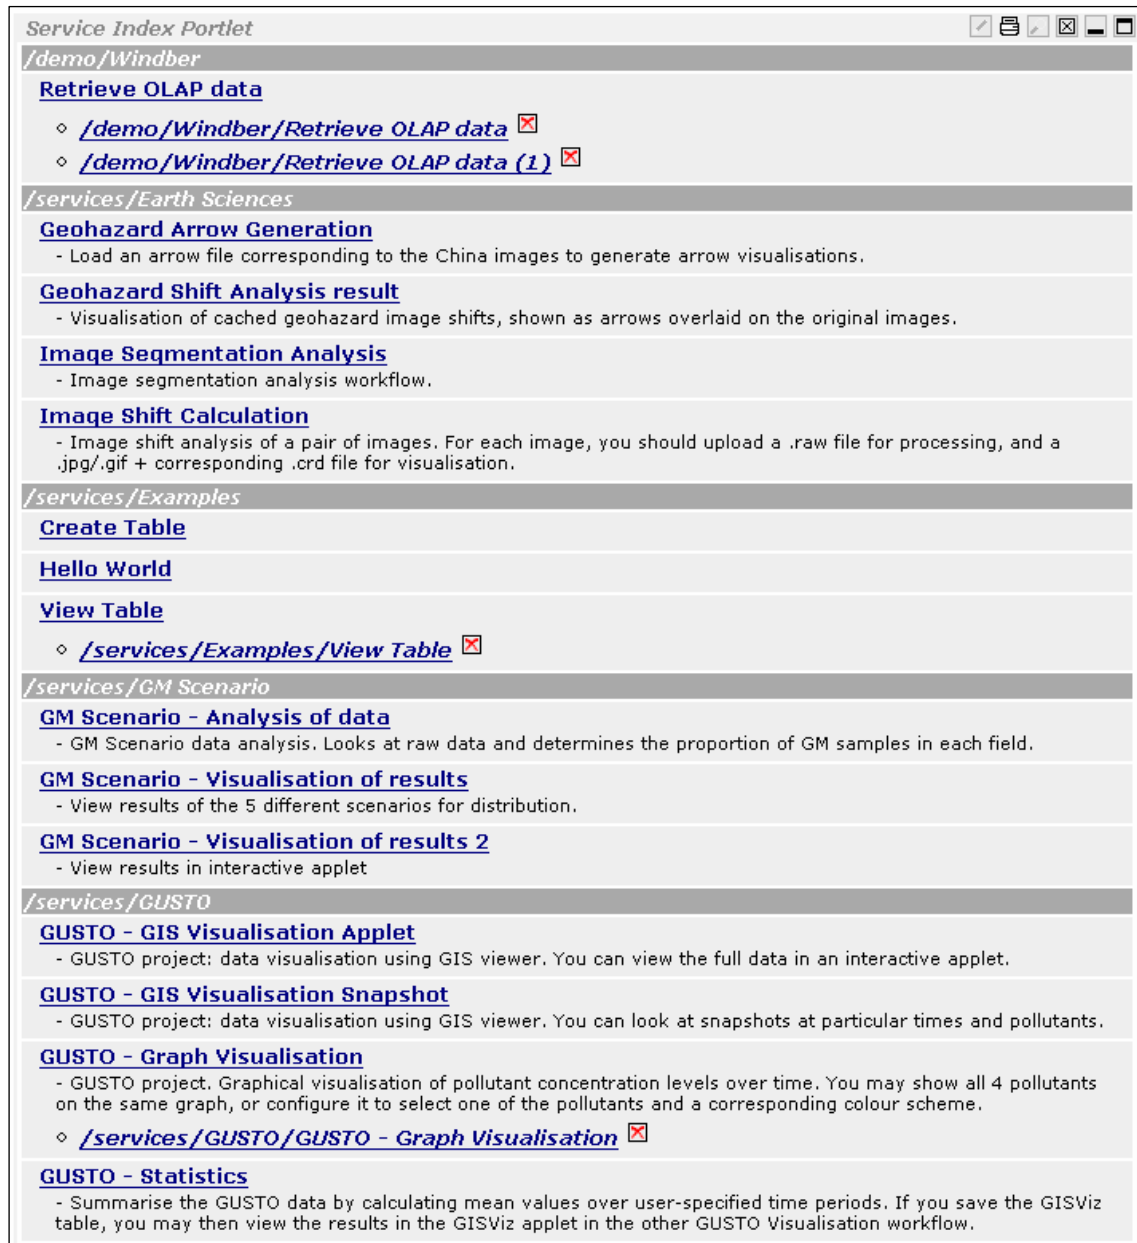 Service Index Portlet
/demo/Windber
Retrieve OLAP data
/demo/Windber/Retrieve OLAP data
/demo/Windber/Retrieve OLAP data (1)
/services/Earth Sciences
Geohazard Arrow Generation
- Load an arrow file corresponding to the China images to generate arrow visualisations.
Geohazard Shift Analysis result
- Visualisation of cached geohazard image shifts, shown as arrows overlaid on the original images.
Image Segmentation Analysis
- Image segmentation analysis workflow.
Image Shift Calculation
- Image shift analysis of a pair of images. For each image, you should upload a .raw file for processing, and a
.jpg/.gif + corresponding .crd file for visualisation.
/services/Examples
Create Table
Hello World
View Table
/services/Examples/View Table
/services/GM Scenario
GM Scenario - Analysis of data
- GM Scenario data analysis. Looks at raw data and determines the proportion of GM samples in each field.
GM Scenario - Visualisation of results
- View results of the 5 different scenarios for distribution.
GM Scenario - Visualisation of results 2
- View results in interactive applet
/services/GUSTO
GUSTO - GIS Visualisation Applet
- GUSTO project: data visualisation using GIS viewer. You can view the full data in an interactive applet.
GUSTO - GIS Visualisation Snapshot
- GUSTO project: data visualisation using GIS viewer. You can look at snapshots at particular times and pollutants.
GUSTO - Graph Visualisation
- GUSTO project. Graphical visualisation of pollutant concentration levels over time. You may show all 4 pollutants
on the same graph, or configure it to select one of the pollutants and a corresponding colour scheme.
/services/GUSTO/GUSTO - Graph Visualisation
GUSTO - Statistics
- Summarise the GUSTO data by calculating mean values over user-specified time periods. If you save the GISViz
table, you may then view the results in the GISViz applet in the other GUSTO Visualisation workflow.